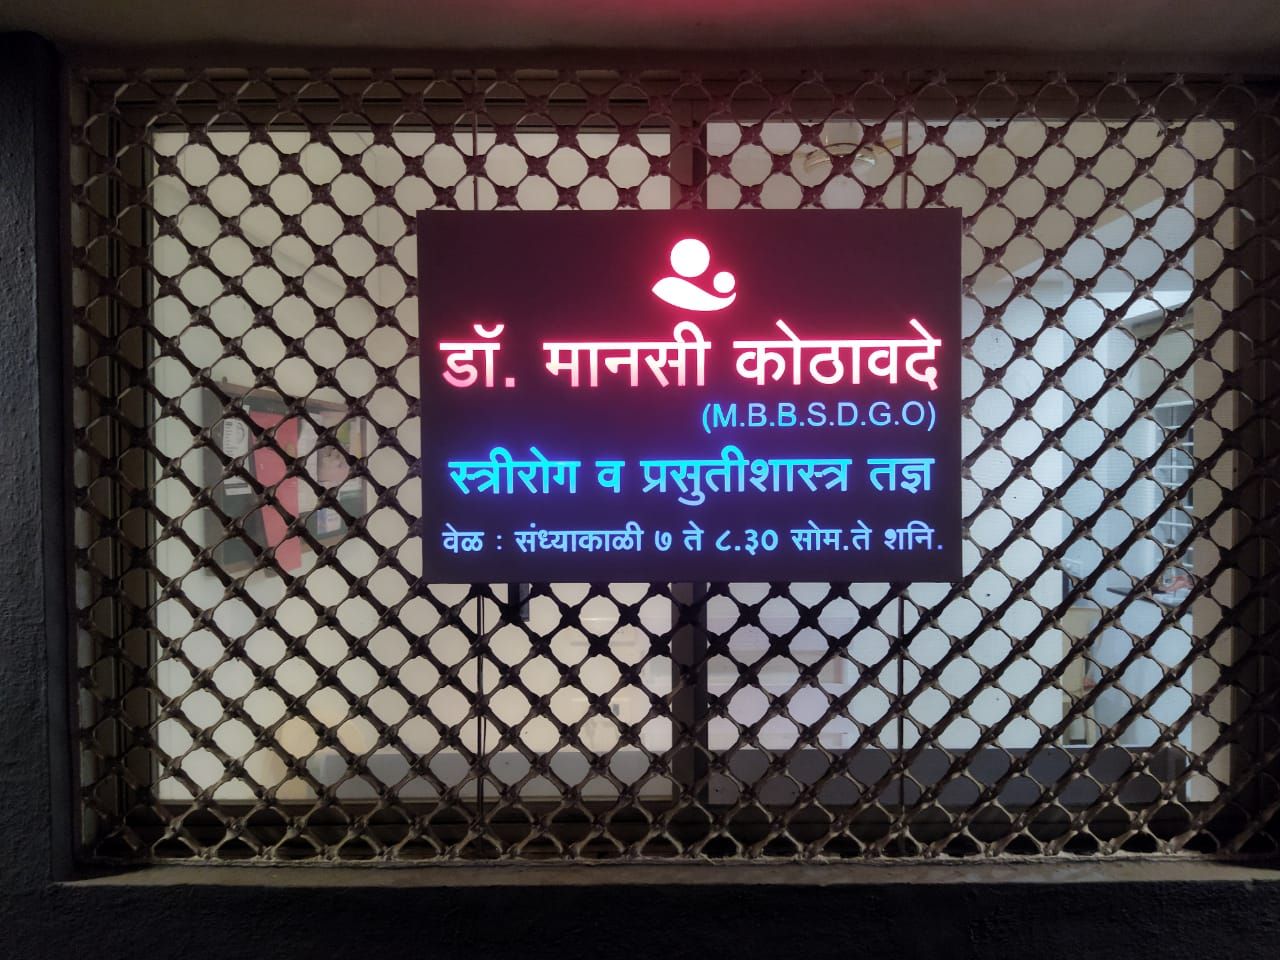 डॉ. मानसी कोठावदे
(M.B.B.S.D.G.O)
स्त्रीरोग व प्रसुतीशास्त्र तज्ञ
वेळ : संध्याकाळी ७ ते ८.३० सोम.ते शनि.